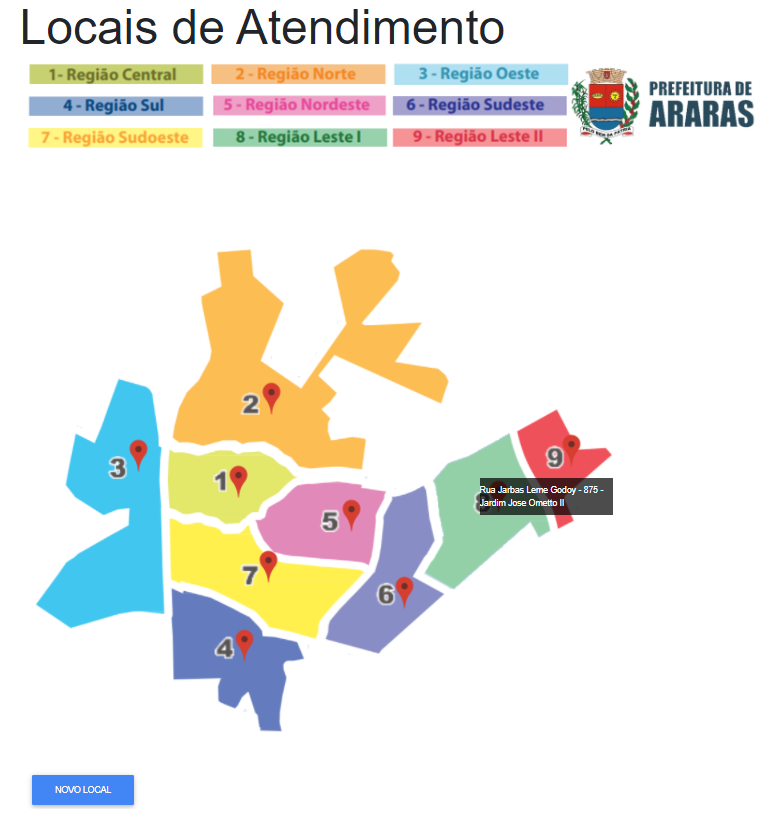 Locais de Atendimento
1- Região Central
2 - Região Norte
3 - Região Oeste
4 - Região Sul
5 - Região Nordeste
6 - Região Sudeste
7 - Região Sudoeste
8 - Região Leste I
9 - Região Leste II
PREFEITURA DE
ARARAS
2
9
3
1
Rua Jarbas Leme Godoy - 875 -
Jardim Jose Ometto II
5
7
6
4
NOVO LOCAL